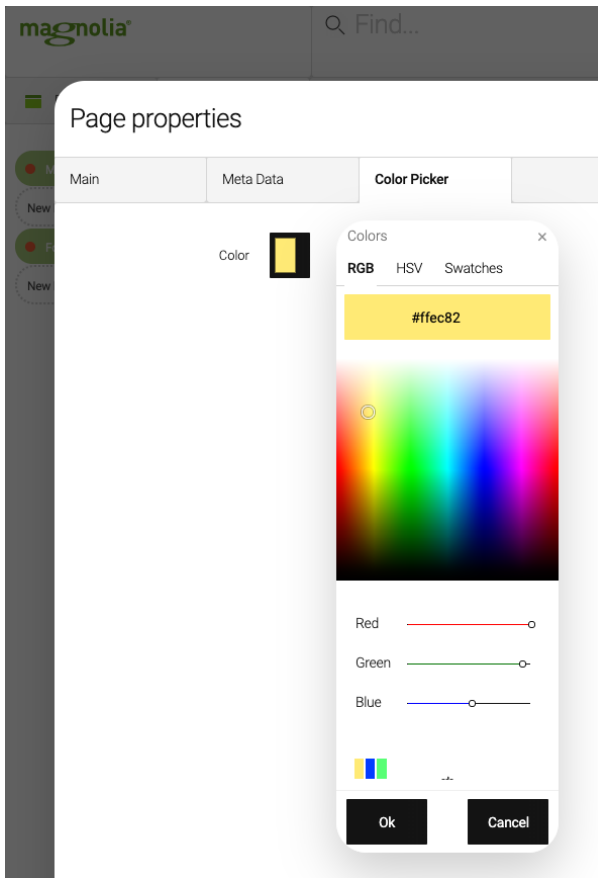 magnolia®
Find...
Page properties
Main
Meta Data
Color Picker
New
New
Color
Colors
×
RGB
HSV
Swatches
#ffec82
Red
Green
Blue
Ok
Cancel